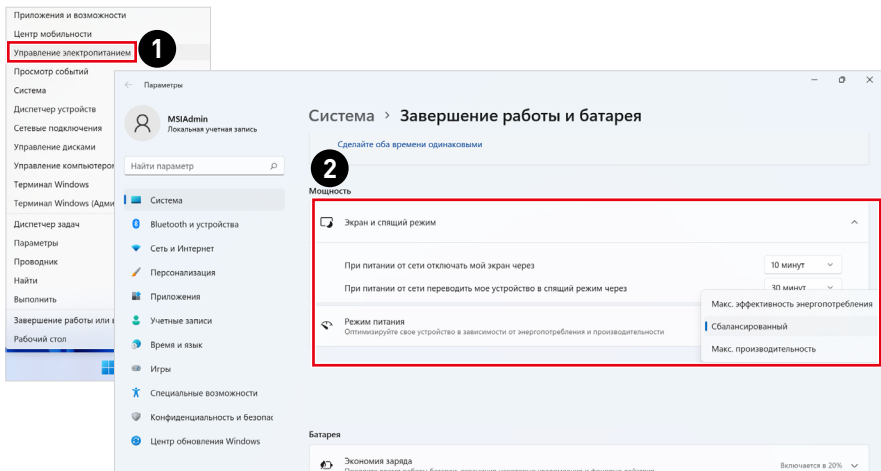 Приложения и возможности
Центр мобильности
Управление электропитанием
1
Просмотр событий
Система
Диспетчер устройств
Сетевые подключения
Управление дисками
Управление компьютеро
Терминал Windows
Терминал Windows (Адми
Диспетчер задач
Параметры
Проводник
Найти
Выполнить
Завершение работы или в
Рабочий стол
Параметры
MSIAdmin
Локальная учетная запись
Найти параметр
Система
Bluetooth и устройства
Сеть и Интернет
Персонализация
Приложения
Учетные записи
Время и язык
Игры
Специальные возможности
Конфиденциальность и безопас
Центр обновления Windows
Система > Завершение работы и батарея
Сделайте оба времени одинаковыми
2
Мощность
Экран и спящий режим
При питании от сети отключать мой экран через 10 минут
При питании от сети переводить мое устройство в спящий режим через 30 минут
Режим питания
Оптимизируйте свое устройство в зависимости от энергопотребления и производительности
Макс. эффективность энергопотребления
Сбалансированный
Макс. производительность
Батарея
Экономия заряда
Включается в 20%